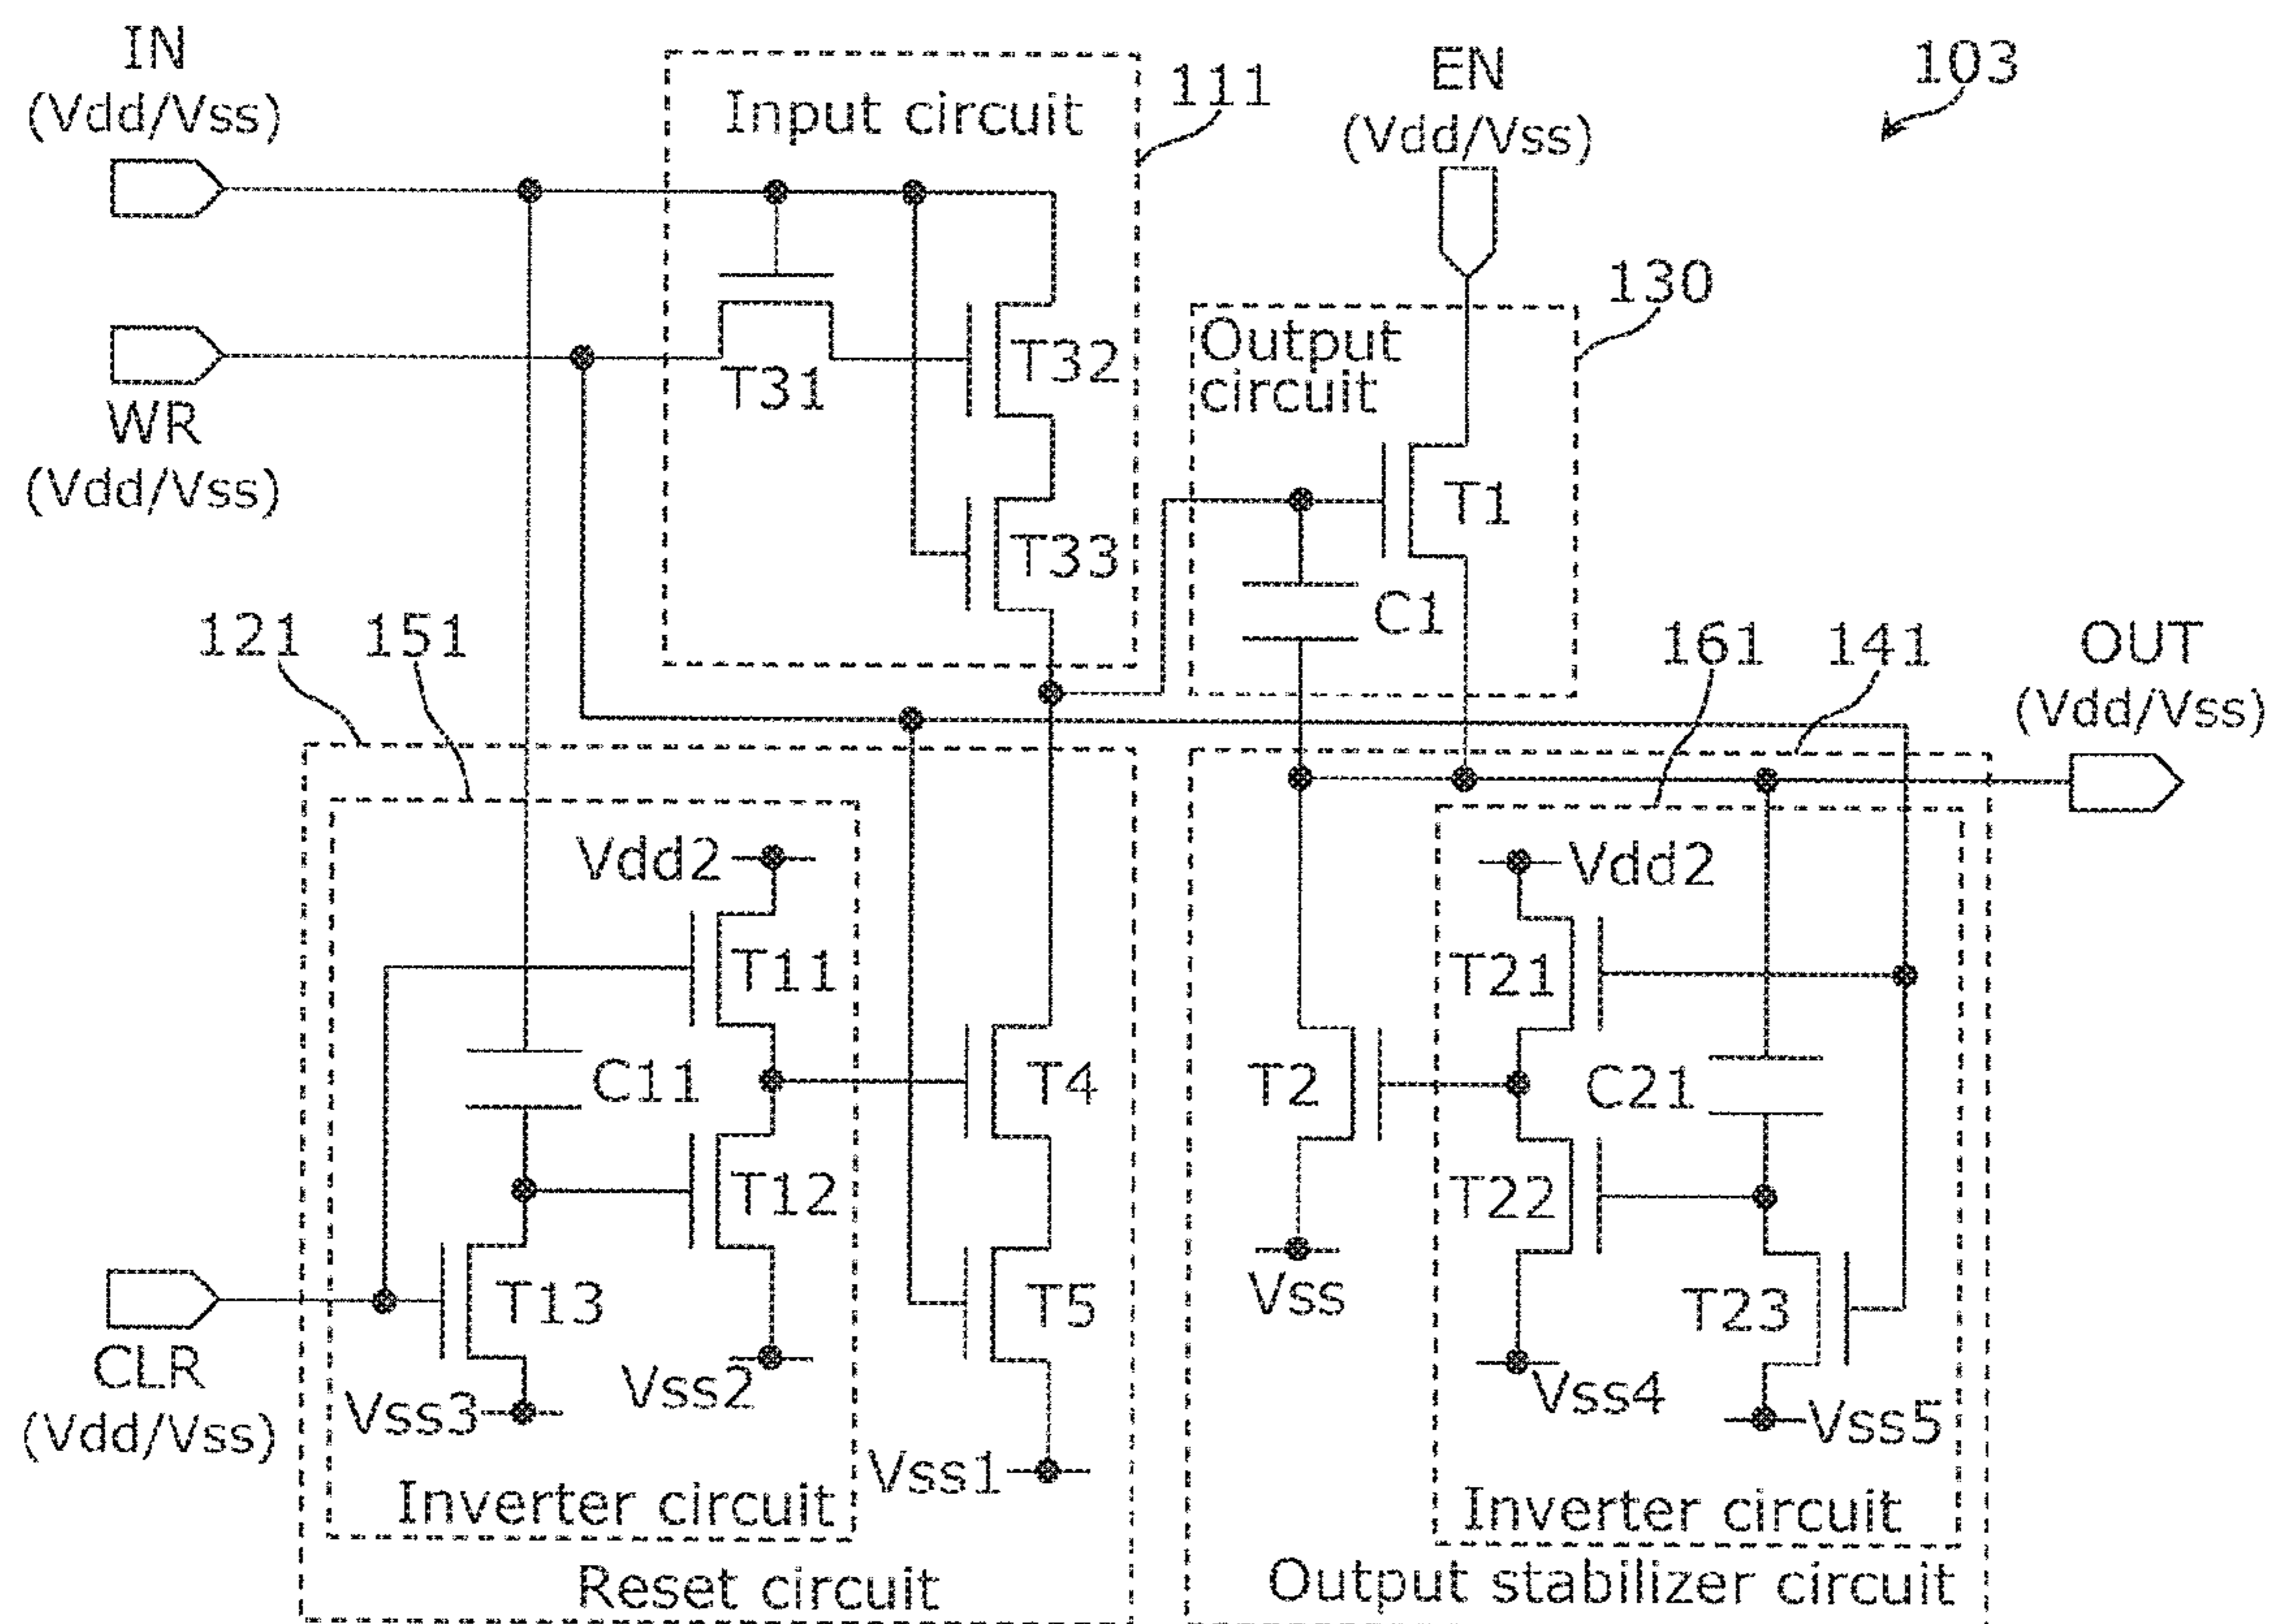 IN
(Vdd/Vss)
Input circuit
111
EN
(Vdd/Vss)
103
WR
(Vdd/Vss)
T31
T32
T33
Output
circuit
130
T1
C1
121
151
161
141
OUT
(Vdd/Vss)
Vdd2
T11
C11
T12
T13
CLR
(Vdd/Vss)
Vss3
Vss2
T4
T5
Vss1
Inverter circuit
Reset circuit
Vdd2
T21
T2
C21
T22
Vss
T23
Vss4
Vss5
Inverter circuit
Output stabilizer circuit